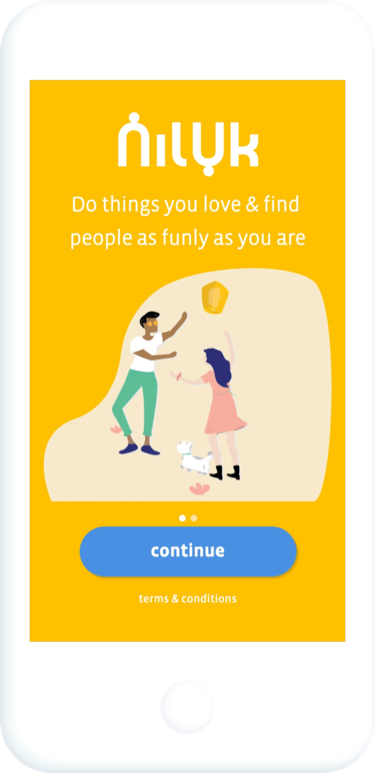 nilyk
Do things you love & find
people as funly as you are
continue
terms & conditions